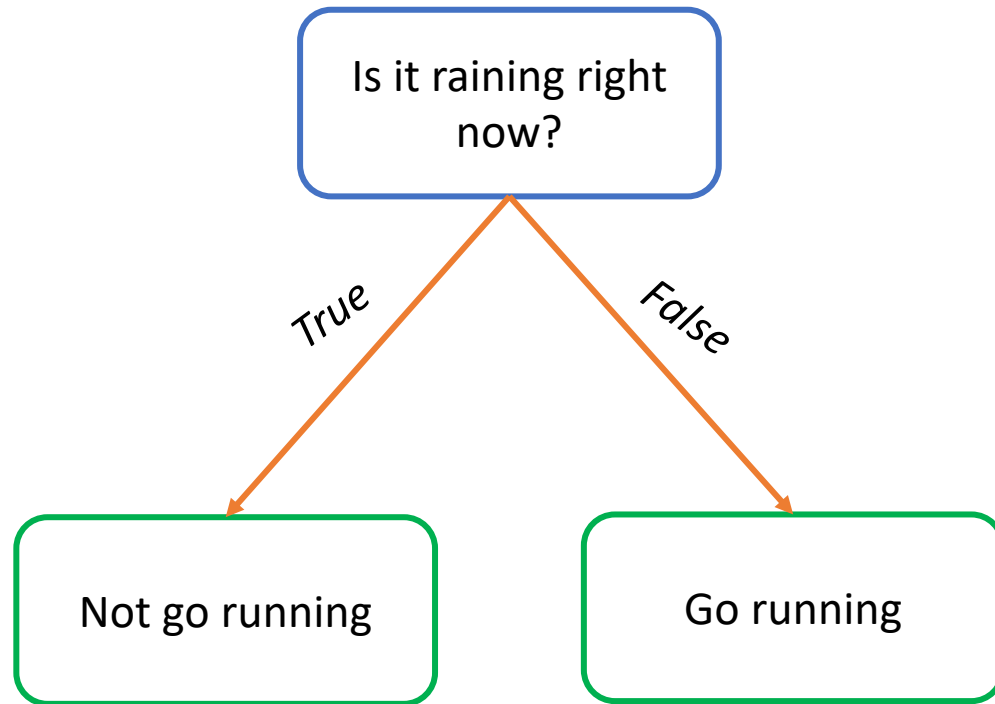 Is it raining right
now?
True
False
Not go running
Go running